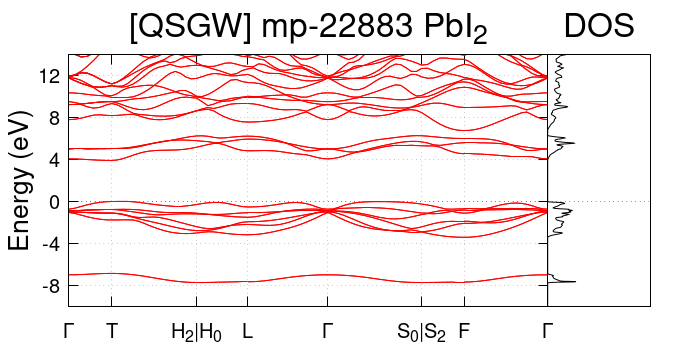 [QSGW] mp-22883 PbI2 DOS
Energy (eV)
12
8
4
0
-4
-8
Γ T H2|H0 L Γ S0|S2 F Γ